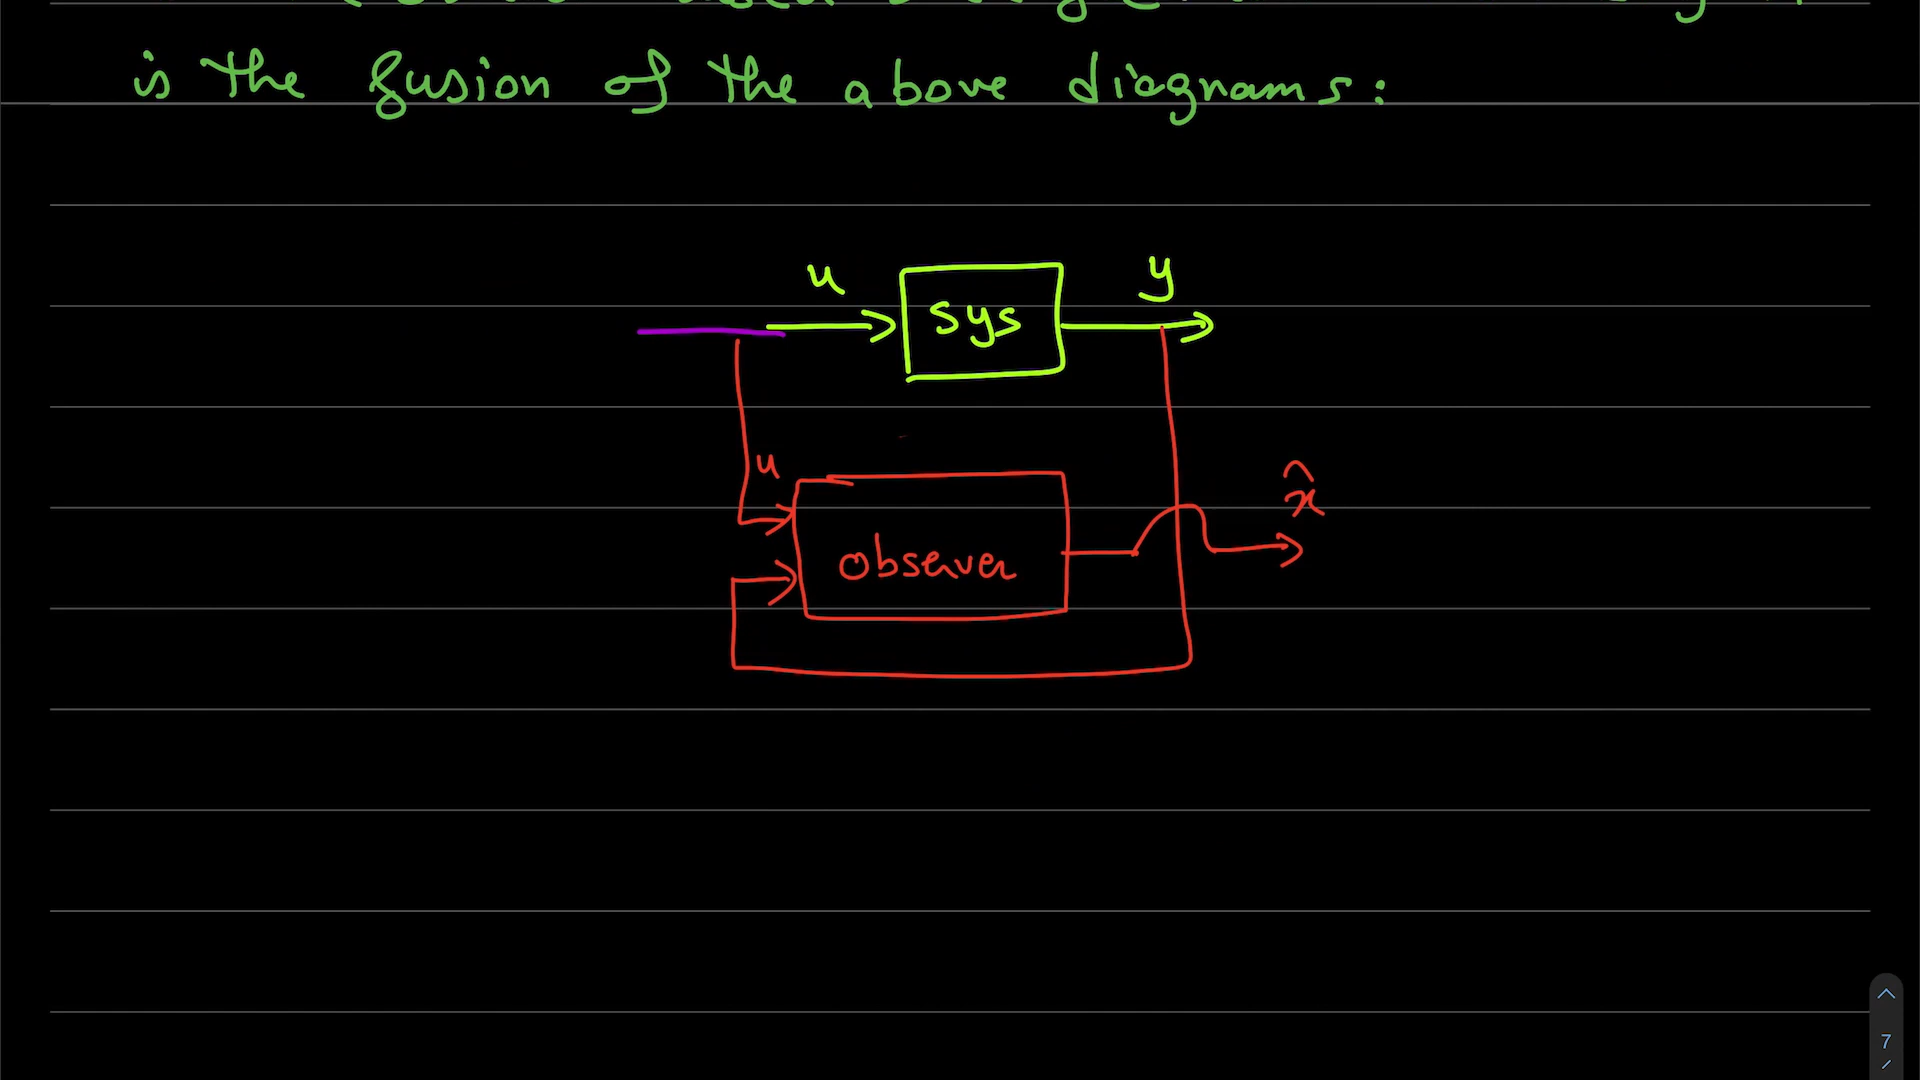 is the fusion of the above diagrams:
u
y
sys
u
x̂
observer
7